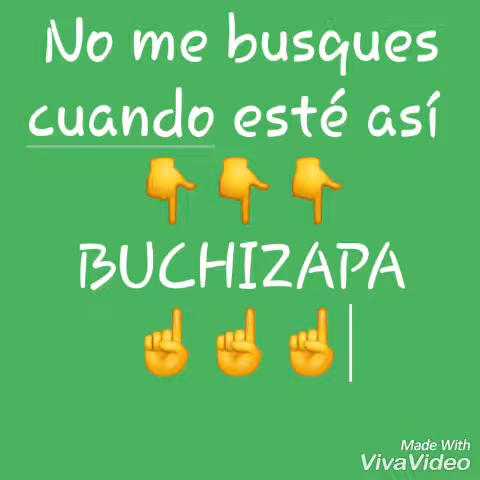 No me busques
cuando esté así
👇👇👇
BUCHIZAPA
☝☝☝
Made With
VivaVideo